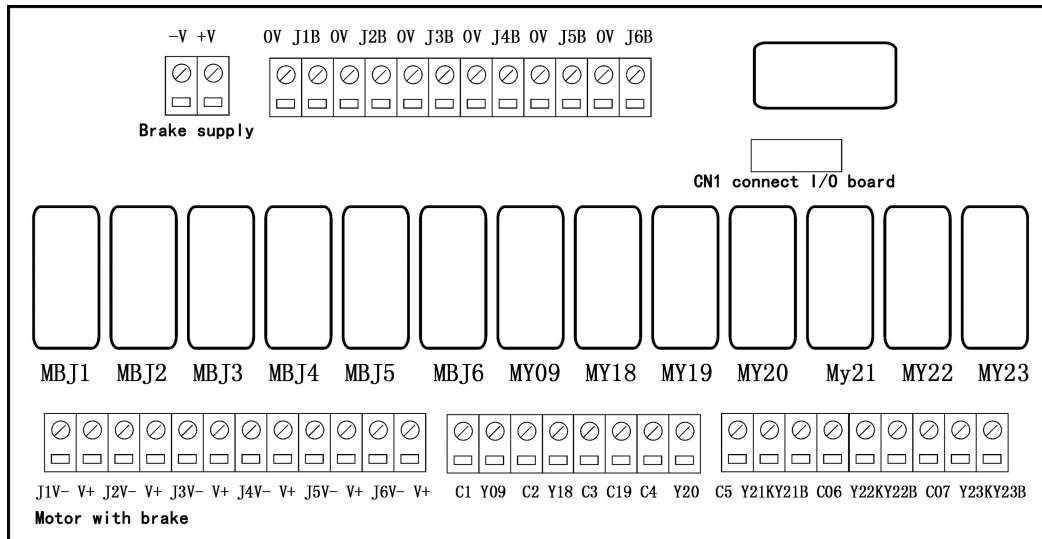 -V +V 0V J1B 0V J2B 0V J3B 0V J4B 0V J5B 0V J6B
Brake supply
CN1 connect I/O board
MBJ1 MBJ2 MBJ3 MBJ4 MBJ5 MBJ6 MY09 MY18 MY19 MY20 My21 MY22 MY23
J1V- V+ J2V- V+ J3V- V+ J4V- V+ J5V- V+ J6V- V+ C1 Y09 C2 Y18 C3 C19 C4 Y20 C5 Y21KY21B C06 Y22KY22B C07 Y23KY23B
Motor with brake